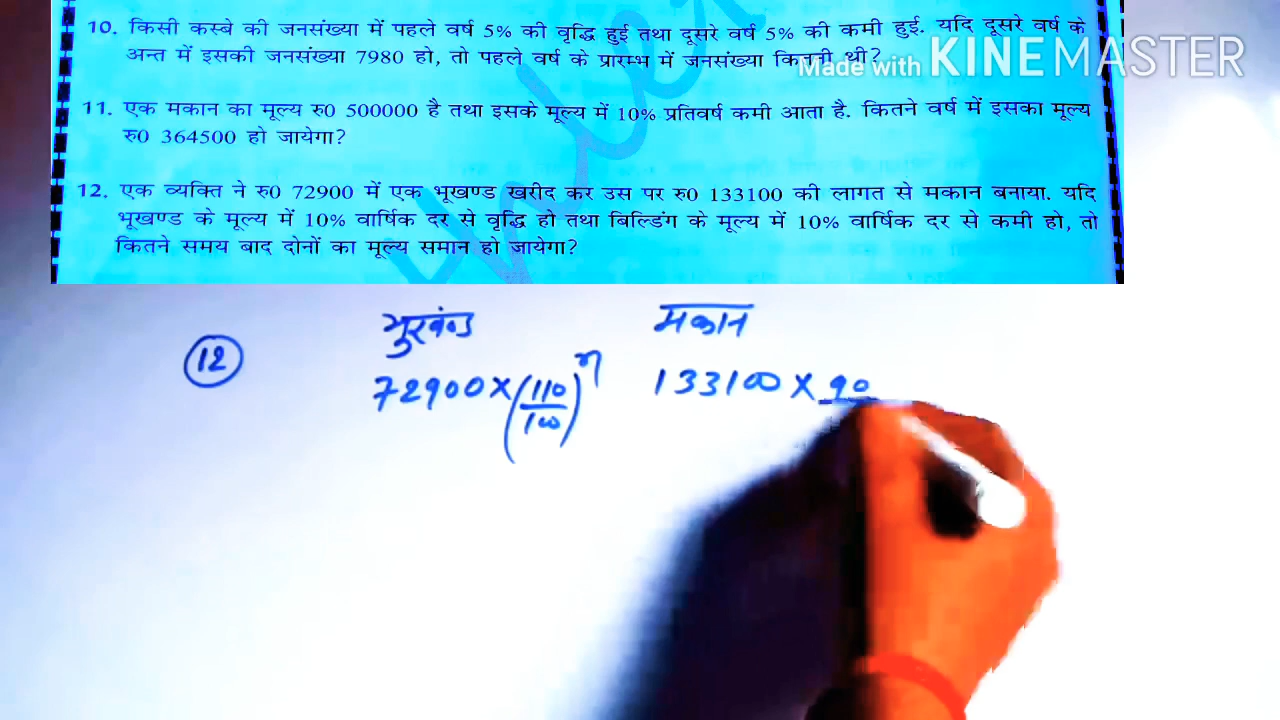 10. किसी कस्बे की जनसंख्या में पहले वर्ष 5% की वृद्धि हुई तथा दूसरे वर्ष 5% की कमी हुई. यदि दूसरे वर्ष के
अन्त में इसकी जनसंख्या 7980 हो, तो पहले वर्ष के प्रारम्भ में जनसंख्या कितनी थी?
Made with KINEMASTER
11. एक मकान का मूल्य रु0 500000 है तथा इसके मूल्य में 10% प्रतिवर्ष कमी आता है. कितने वर्ष में इसका मूल्य
रु0 364500 हो जायेगा?
12. एक व्यक्ति ने रु0 72900 में एक भूखण्ड खरीद कर उस पर रु0 133100 की लागत से मकान बनाया. यदि
भूखण्ड के मूल्य में 10% वार्षिक दर से वृद्धि हो तथा बिल्डिंग के मूल्य में 10% वार्षिक दर से कमी हो, तो
कितने समय बाद दोनों का मूल्य समान हो जायेगा?
12 मकान
72900 × (110/100)^n 133100 × 90